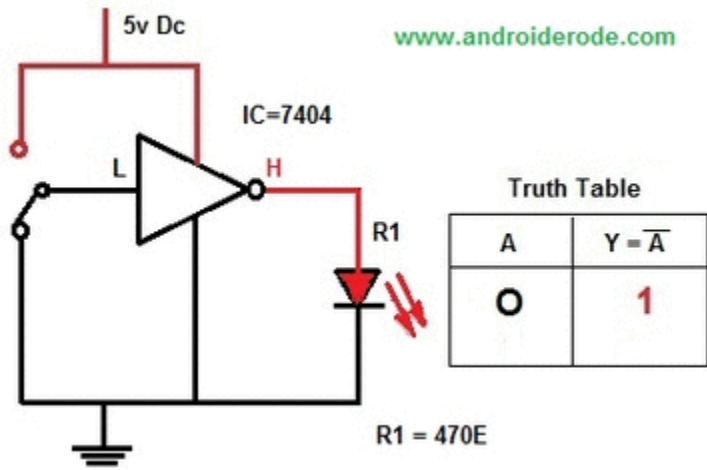 5v Dc
www.androiderode.com
IC=7404
L
H
Truth Table
R1
A
Y = A̅
O
1
R1 = 470E